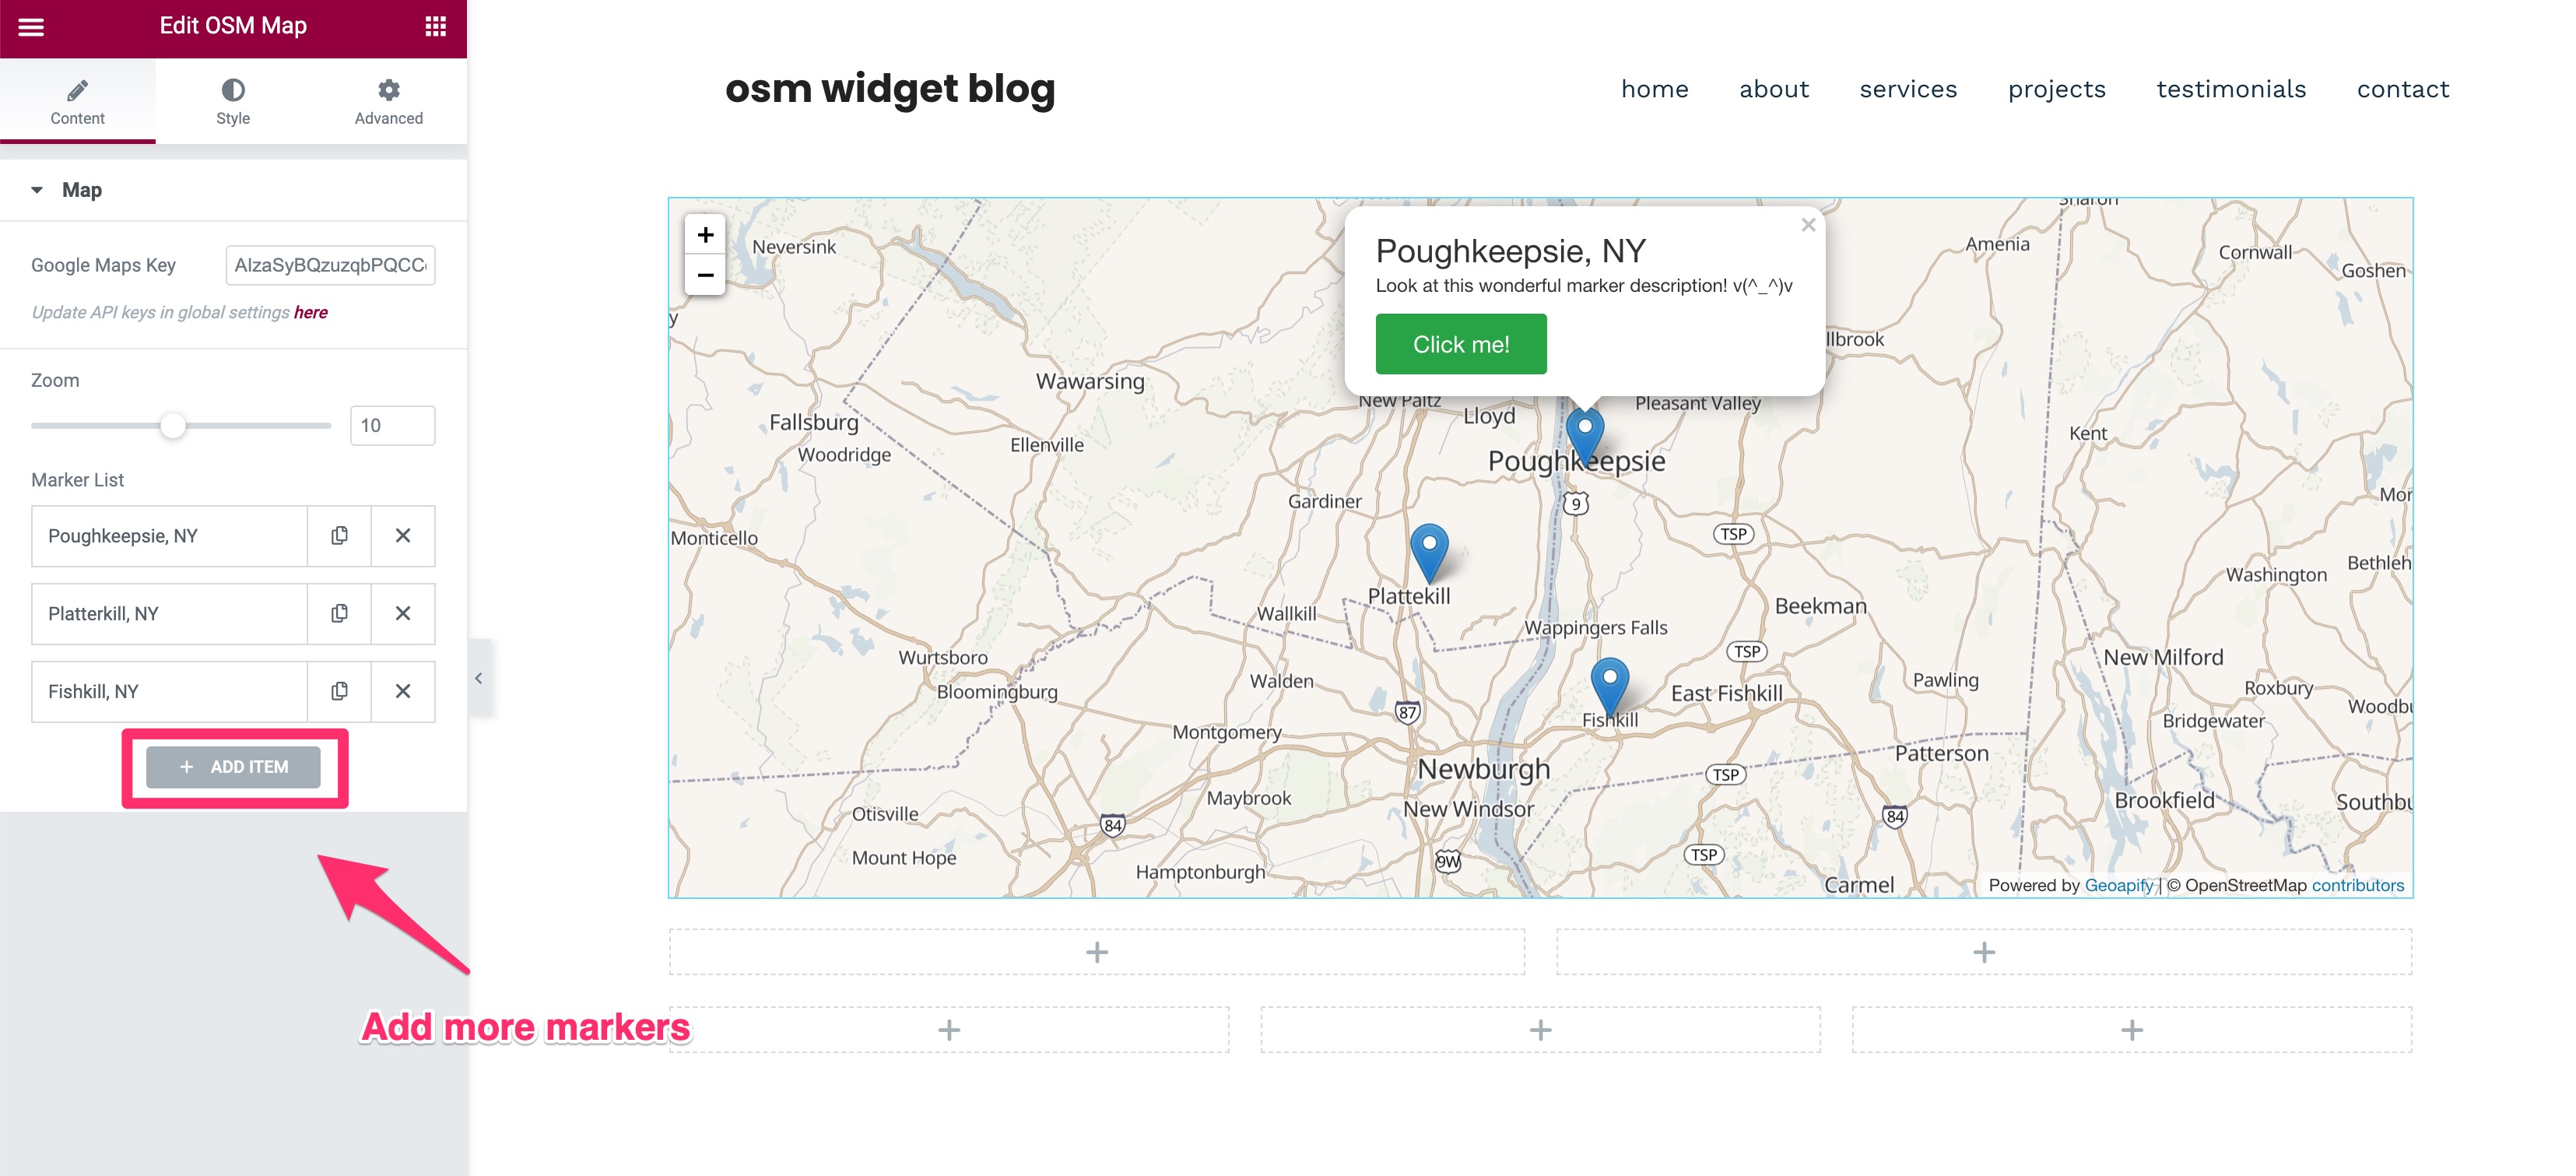 Edit OSM Map
Content
Style
Advanced
Map
Google Maps Key
AIzaSyBQzuzqbPQCC
Update API keys in global settings here
Zoom
10
Marker List
Poughkeepsie, NY
Platterkill, NY
Fishkill, NY
+ ADD ITEM
Add more markers
osm widget blog
home about services projects testimonials contact
+
−
Poughkeepsie, NY
Look at this wonderful marker description! v(^_^)v
Click me!
×
Sharon
Neversink
Amenia
Cornwall
Goshen
y
llbrook
Wawarsing
New Paltz
Lloyd
Pleasant Valley
Fallsburg
Woodridge
Ellenville
Kent
Poughkeepsie
Gardiner
9
Mor
Monticello
TSP
Bethleh
Washington
Plattekill
Wallkill
Beekman
Wappingers Falls
Wurtsboro
TSP
New Milford
Bloomingburg
Walden
East Fishkill
Pawling
Roxbury
87
Fishkill
Bridgewater
Woodbu
Montgomery
Patterson
Newburgh
TSP
Maybrook
New Windsor
Brookfield
Southbu
Otisville
84
84
Mount Hope
9W
TSP
Hamptonburgh
Carmel
Powered by Geoapify | © OpenStreetMap contributors